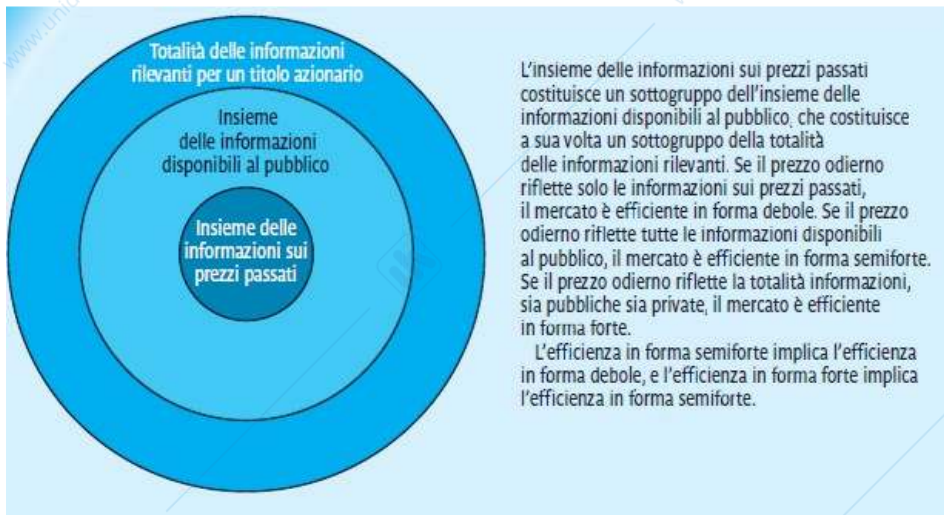 Totalità delle informazioni
rilevanti per un titolo azionario
Insieme
delle informazioni
disponibili al pubblico
Insieme delle
informazioni sui
prezzi passati
L'insieme delle informazioni sui prezzi passati
costituisce un sottogruppo dell'insieme delle
informazioni disponibili al pubblico, che costituisce
a sua volta un sottogruppo della totalità
delle informazioni rilevanti. Se il prezzo odierno
riflette solo le informazioni sui prezzi passati,
il mercato è efficiente in forma debole. Se il prezzo
odierno riflette tutte le informazioni disponibili
al pubblico, il mercato è efficiente in forma semiforte.
Se il prezzo odierno riflette la totalità informazioni,
sia pubbliche sia private, il mercato è efficiente
in forma forte.
L'efficienza in forma semiforte implica l'efficienza
in forma debole, e l'efficienza in forma forte implica
l'efficienza in forma semiforte.